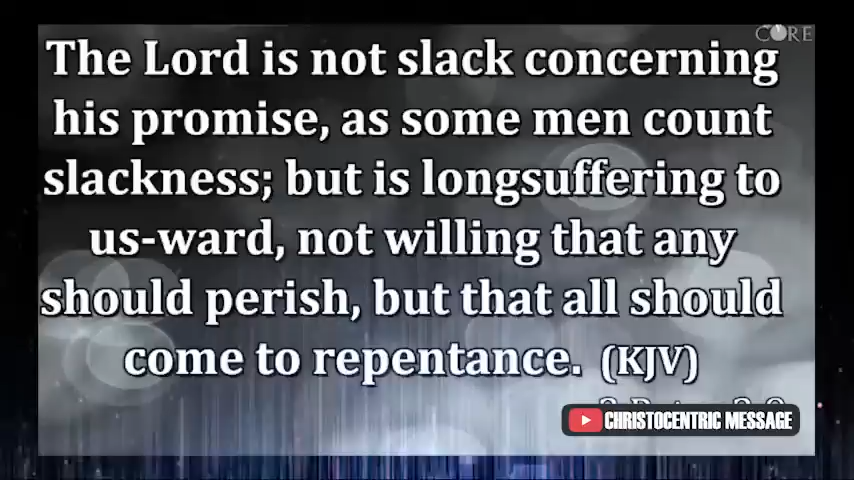 CORE
The Lord is not slack concerning
his promise, as some men count
slackness; but is longsuffering to
us-ward, not willing that any
should perish, but that all should
come to repentance. (KJV)
CHRISTOCENTRIC MESSAGE